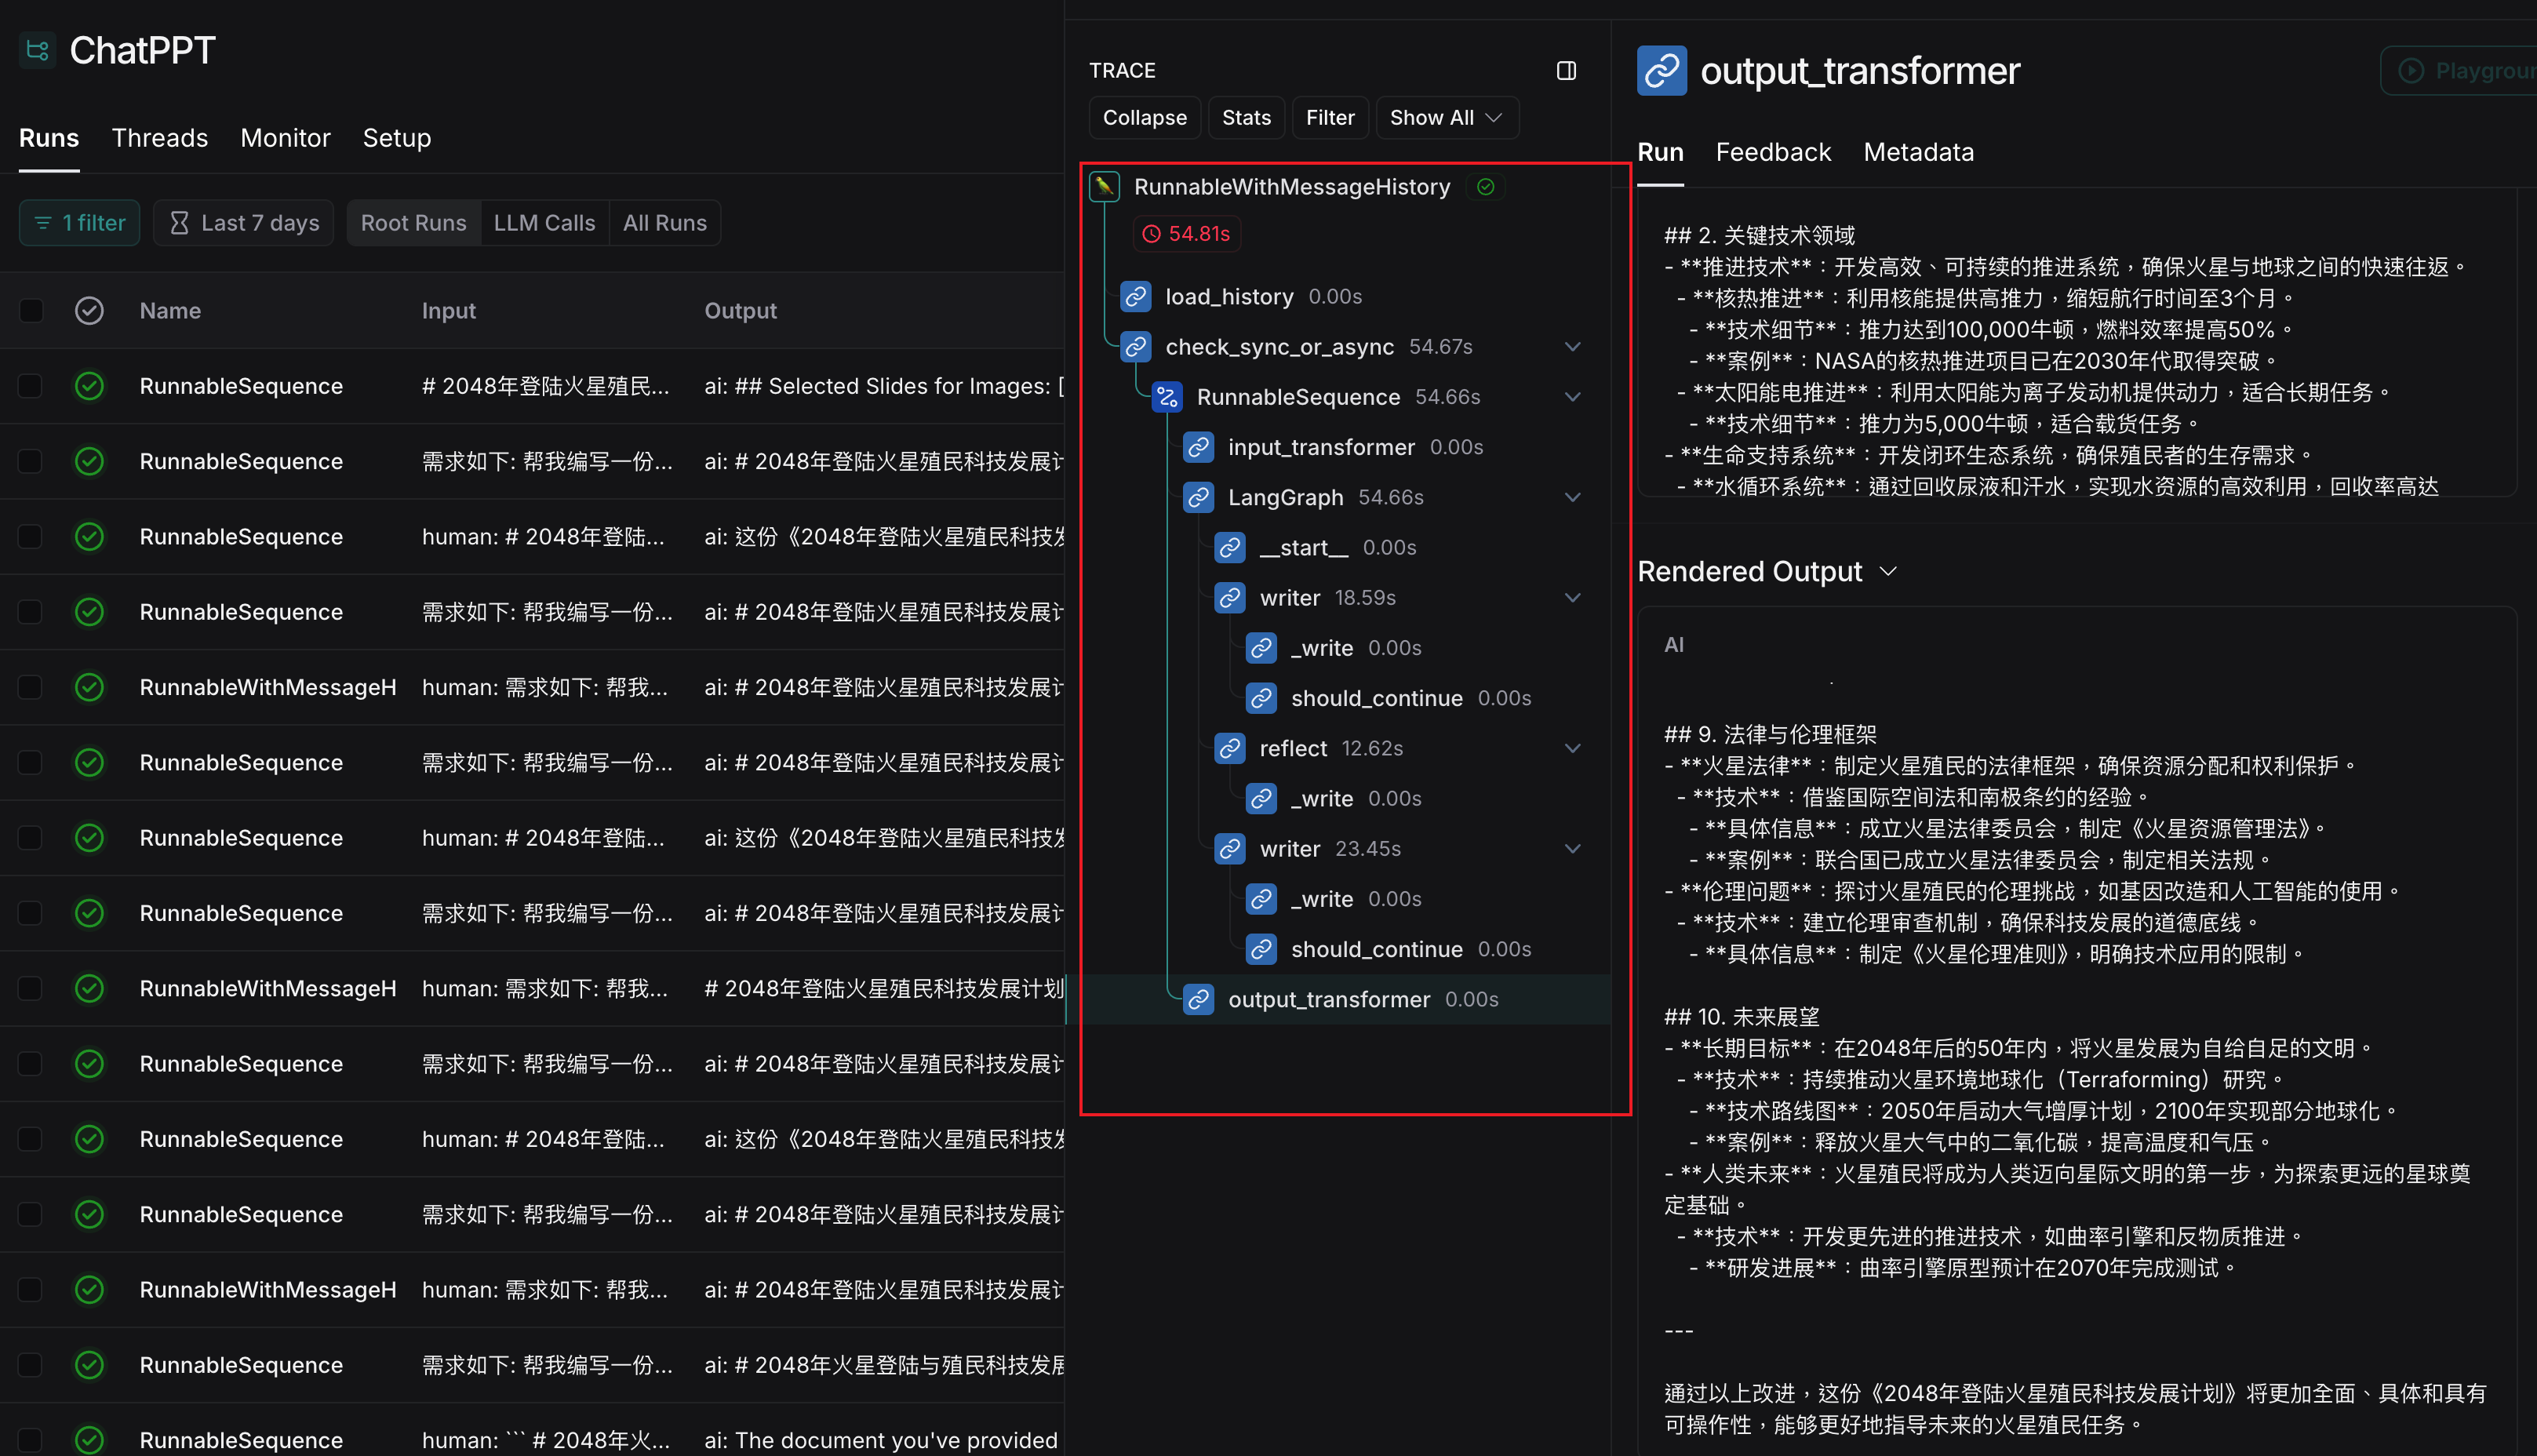 ChatPPT
Runs Threads Monitor Setup
1 filter Last 7 days Root Runs LLM Calls All Runs
Name Input Output
RunnableSequence # 2048年登陆火星殖民... ai: ## Selected Slides for Images: [
RunnableSequence 需求如下: 帮我编写一份... ai: # 2048年登陆火星殖民科技发展计
RunnableSequence human: # 2048年登陆... ai: 这份《2048年登陆火星殖民科技发
RunnableSequence 需求如下: 帮我编写一份... ai: # 2048年登陆火星殖民科技发展计
RunnableWithMessageH human: 需求如下: 帮我... ai: # 2048年登陆火星殖民科技发展计
RunnableSequence 需求如下: 帮我编写一份... ai: # 2048年登陆火星殖民科技发展计
RunnableSequence human: # 2048年登陆... ai: 这份《2048年登陆火星殖民科技发
RunnableSequence 需求如下: 帮我编写一份... ai: # 2048年登陆火星殖民科技发展计
RunnableWithMessageH human: 需求如下: 帮我... # 2048年登陆火星殖民科技发展计划
RunnableSequence 需求如下: 帮我编写一份... ai: # 2048年登陆火星殖民科技发展计
RunnableSequence human: # 2048年登陆... ai: 这份《2048年登陆火星殖民科技发
RunnableSequence 需求如下: 帮我编写一份... ai: # 2048年登陆火星殖民科技发展计
RunnableWithMessageH human: 需求如下: 帮我... ai: # 2048年登陆火星殖民科技发展计
RunnableSequence 需求如下: 帮我编写一份... ai: # 2048年火星登陆与殖民科技发展
RunnableSequence human: ``` # 2048年火... ai: The document you've provided
TRACE
Collapse Stats Filter Show All
RunnableWithMessageHistory
54.81s
load_history 0.00s
check_sync_or_async 54.67s
RunnableSequence 54.66s
input_transformer 0.00s
LangGraph 54.66s
__start__ 0.00s
writer 18.59s
_write 0.00s
should_continue 0.00s
reflect 12.62s
_write 0.00s
writer 23.45s
_write 0.00s
should_continue 0.00s
output_transformer 0.00s
output_transformer
Playgroun
Run Feedback Metadata
## 2. 关键技术领域
- **推进技术**：开发高效、可持续的推进系统，确保火星与地球之间的快速往返。
- **核热推进**：利用核能提供高推力，缩短航行时间至3个月。
- **技术细节**：推力达到100,000牛顿，燃料效率提高50%。
- **案例**：NASA的核热推进项目已在2030年代取得突破。
- **太阳能电推进**：利用太阳能为离子发动机提供动力，适合长期任务。
- **技术细节**：推力为5,000牛顿，适合载货任务。
- **生命支持系统**：开发闭环生态系统，确保殖民者的生存需求。
- **水循环系统**：通过回收尿液和汗水，实现水资源的高效利用，回收率高达
Rendered Output
AI
## 9. 法律与伦理框架
- **火星法律**：制定火星殖民的法律框架，确保资源分配和权利保护。
- **技术**：借鉴国际空间法和南极条约的经验。
- **具体信息**：成立火星法律委员会，制定《火星资源管理法》。
- **案例**：联合国已成立火星法律委员会，制定相关法规。
- **伦理问题**：探讨火星殖民的伦理挑战，如基因改造和人工智能的使用。
- **技术**：建立伦理审查机制，确保科技发展的道德底线。
- **具体信息**：制定《火星伦理准则》，明确技术应用的限制。
## 10. 未来展望
- **长期目标**：在2048年后的50年内，将火星发展为自给自足的文明。
- **技术**：持续推动火星环境地球化（Terraforming）研究。
- **技术路线图**：2050年启动大气增厚计划，2100年实现部分地球化。
- **案例**：释放火星大气中的二氧化碳，提高温度和气压。
- **人类未来**：火星殖民将成为人类迈向星际文明的第一步，为探索更远的星球奠
定基础。
- **技术**：开发更先进的推进技术，如曲率引擎和反物质推进。
- **研发进展**：曲率引擎原型预计在2070年完成测试。
---
通过以上改进，这份《2048年登陆火星殖民科技发展计划》将更加全面、具体和具有
可操作性，能够更好地指导未来的火星殖民任务。